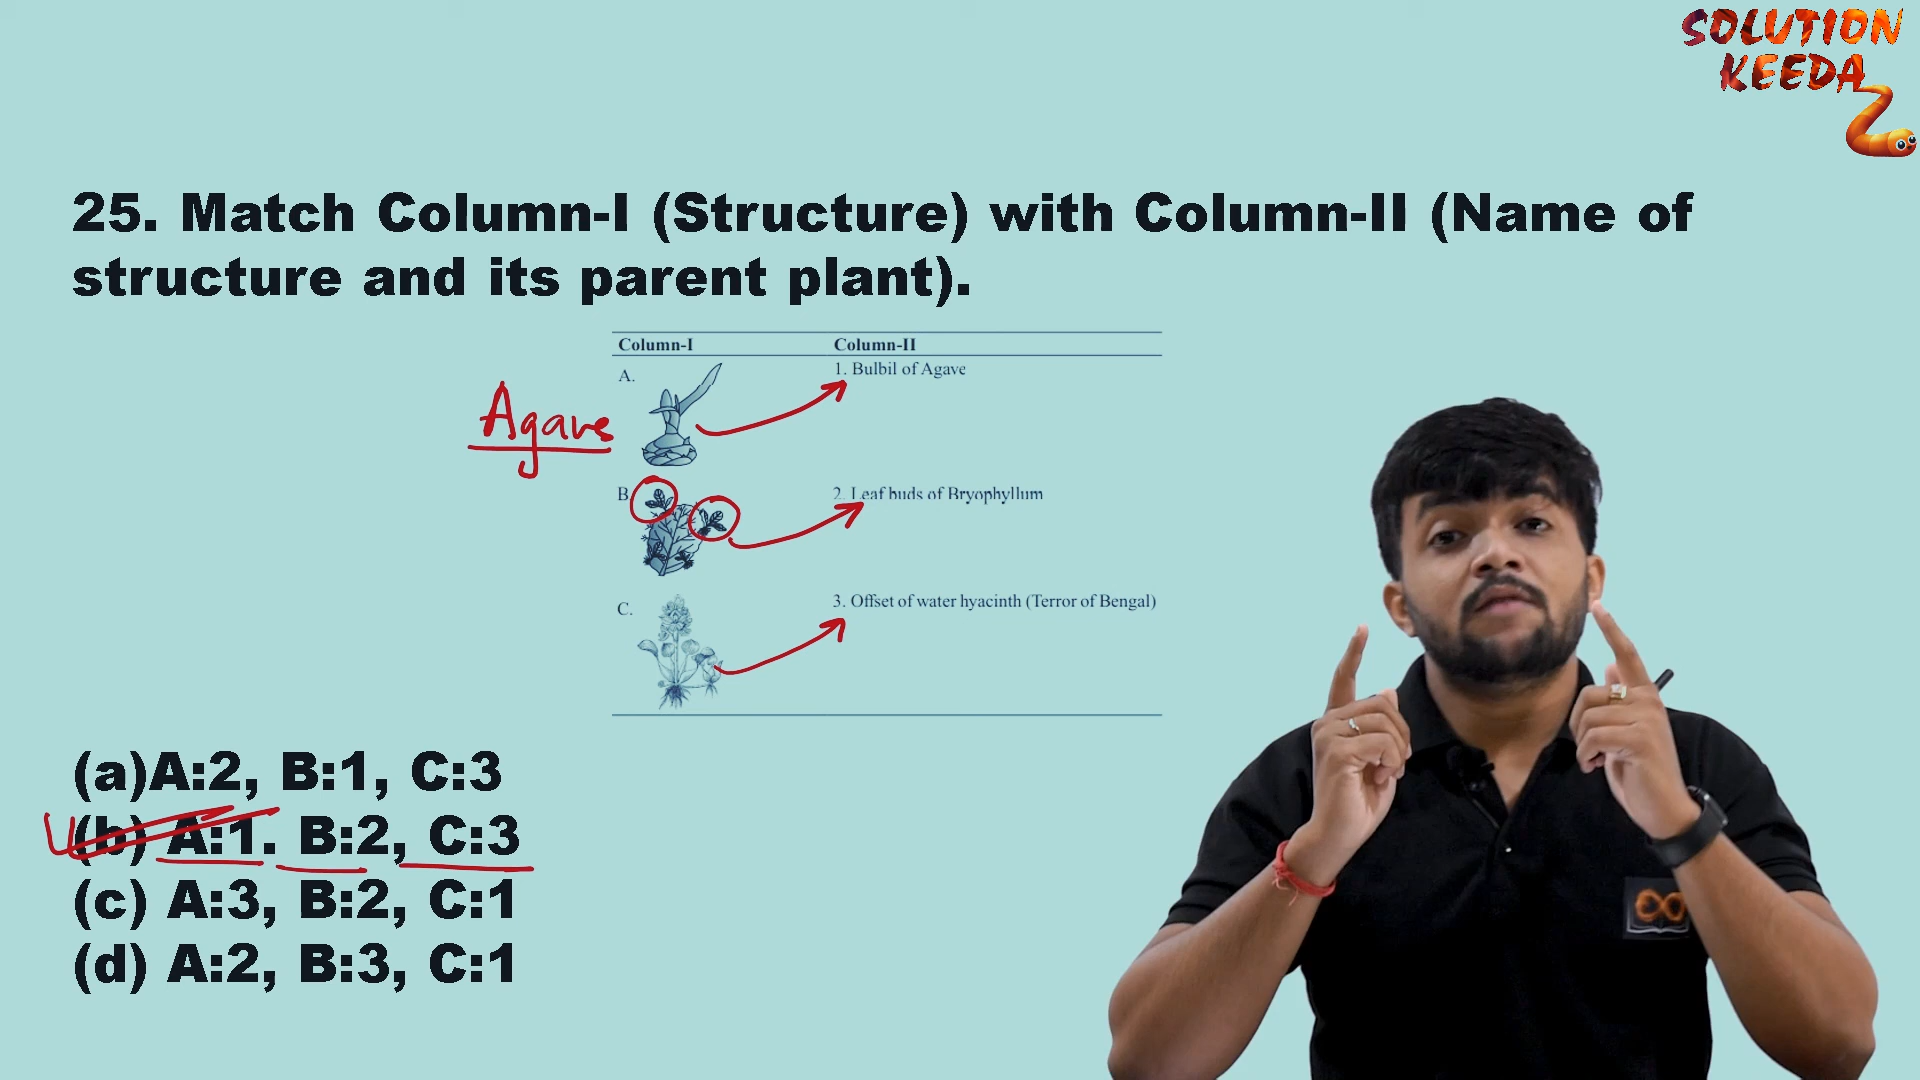 SOLUTION
KEEDA
25. Match Column-I (Structure) with Column-II (Name of
structure and its parent plant).
Column-I Column-II
A. 1. Bulbil of Agave
Agave
B. 2. Leaf buds of Bryophyllum
C. 3. Offset of water hyacinth (Terror of Bengal)
(a)A:2, B:1, C:3
(b) A:1. B:2, C:3
(c) A:3, B:2, C:1
(d) A:2, B:3, C:1